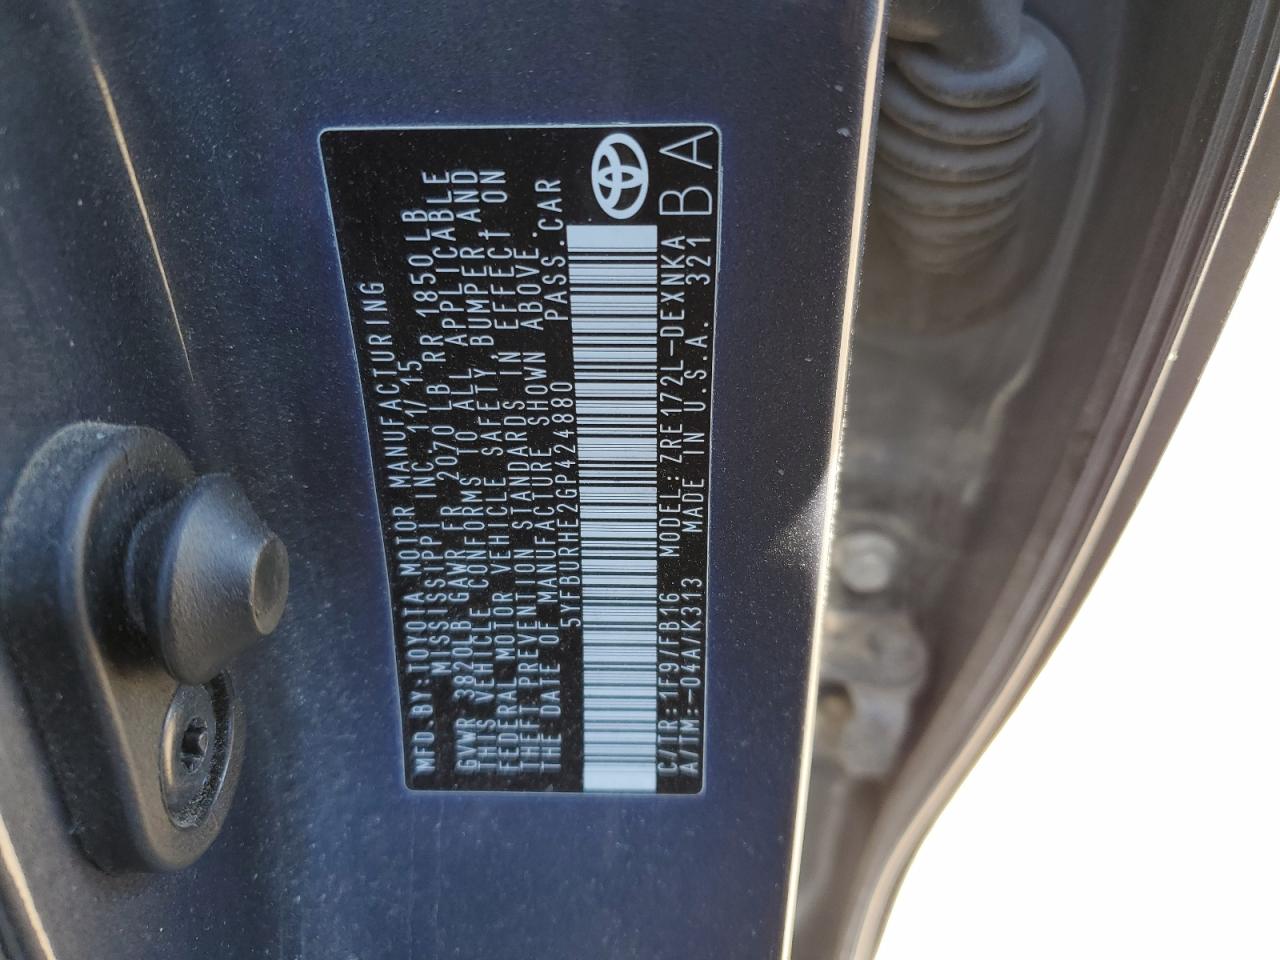 MFD.BY:TOYOTA MOTOR MANUFACTURING
MISSISSIPPI INC. 11/15
GVWR 3820LB GAWR FR 2070 LB RR 1850LB
THIS VEHICLE CONFORMS TO ALL APPLICABLE
FEDERAL MOTOR VEHICLE SAFETY,BUMPER,AND
THEFT PREVENTION STANDARDS IN EFFECT ON
THE DATE OF MANUFACTURE SHOWN ABOVE.
5YFBURHE2GP424880 PASS.CAR
C/TR:1F9/FB16 MODEL:ZRE172L-DEXNKA
A/TM:-04A/K313 MADE IN U.S.A. 321
BA